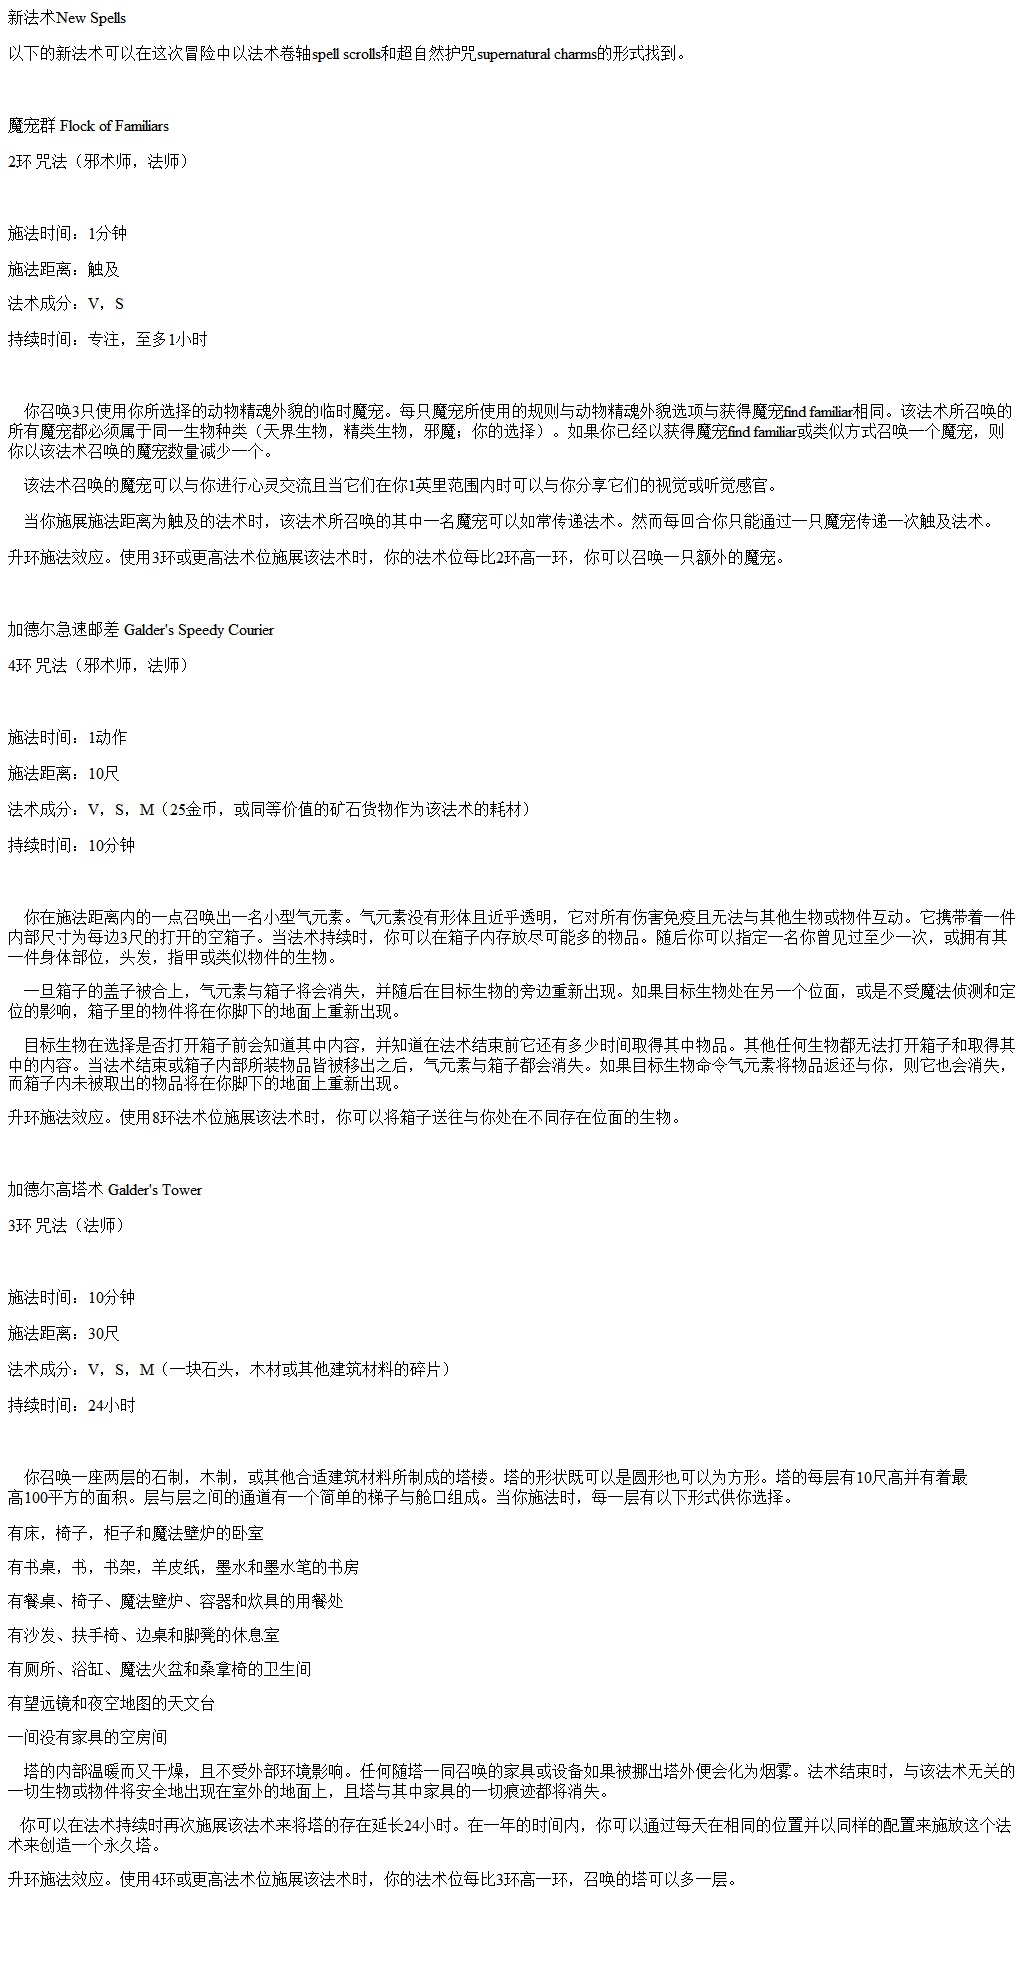 新法术New Spells
以下的新法术可以在这次冒险中以法术卷轴spell scrolls和超自然护咒supernatural charms的形式找到。
魔宠群 Flock of Familiars
2环 咒法（邪术师，法师）
施法时间：1分钟
施法距离：触及
法术成分：V，S
持续时间：专注，至多1小时
你召唤3只使用你所选择的动物精魂外貌的临时魔宠。每只魔宠所使用的规则与动物精魂外貌选项与获得魔宠find familiar相同。该法术所召唤的
所有魔宠都必须属于同一生物种类（天界生物，精类生物，邪魔；你的选择）。如果你已经以获得魔宠find familiar或类似方式召唤一个魔宠，则
你以该法术召唤的魔宠数量减少一个。
该法术召唤的魔宠可以与你进行心灵交流且当它们在你1英里范围内时可以与你分享它们的视觉或听觉感官。
当你施展施法距离为触及的法术时，该法术所召唤的其中一名魔宠可以如常传递法术。然而每回合你只能通过一只魔宠传递一次触及法术。
升环施法效应。使用3环或更高法术位施展该法术时，你的法术位每比2环高一环，你可以召唤一只额外的魔宠。
加德尔急速邮差 Galder's Speedy Courier
4环 咒法（邪术师，法师）
施法时间：1动作
施法距离：10尺
法术成分：V，S，M（25金币，或同等价值的矿石货物作为该法术的耗材）
持续时间：10分钟
你在施法距离内的一点召唤出一名小型气元素。气元素没有形体且近乎透明，它对所有伤害免疫且无法与其他生物或物件互动。它携带着一件
内部尺寸为每边3尺的打开的空箱子。当法术持续时，你可以在箱子内存放尽可能多的物品。随后你可以指定一名你曾见过至少一次，或拥有其
一件身体部位，头发，指甲或类似物件的生物。
一旦箱子的盖子被合上，气元素与箱子将会消失，并随后在目标生物的旁边重新出现。如果目标生物处在另一个位面，或是不受魔法侦测和定
位的影响，箱子里的物件将在你脚下的地面上重新出现。
目标生物在选择是否打开箱子前会知道其中内容，并知道在法术结束前它还有多少时间取得其中物品。其他任何生物都无法打开箱子和取得其
中的内容。当法术结束或箱子内部所装物品皆被移出之后，气元素与箱子都会消失。如果目标生物命令气元素将物品返还与你，则它也会消失，
而箱子内未被取出的物品将在你脚下的地面上重新出现。
升环施法效应。使用8环法术位施展该法术时，你可以将箱子送往与你处在不同存在位面的生物。
加德尔高塔术 Galder's Tower
3环 咒法（法师）
施法时间：10分钟
施法距离：30尺
法术成分：V，S，M（一块石头，木材或其他建筑材料的碎片）
持续时间：24小时
你召唤一座两层的石制，木制，或其他合适建筑材料所制成的塔楼。塔的形状既可以是圆形也可以为方形。塔的每层有10尺高并有着最
高100平方的面积。层与层之间的通道有一个简单的梯子与舱口组成。当你施法时，每一层有以下形式供你选择。
有床，椅子，柜子和魔法壁炉的卧室
有书桌，书，书架，羊皮纸，墨水和墨水笔的书房
有餐桌、椅子、魔法壁炉、容器和炊具的用餐处
有沙发、扶手椅、边桌和脚凳的休息室
有厕所、浴缸、魔法火盆和桑拿椅的卫生间
有望远镜和夜空地图的天文台
一间没有家具的空房间
塔的内部温暖而又干燥，且不受外部环境影响。任何随塔一同召唤的家具或设备如果被挪出塔外便会化为烟雾。法术结束时，与该法术无关的
一切生物或物件将安全地出现在室外的地面上，且塔与其中家具的一切痕迹都将消失。
你可以在法术持续时再次施展该法术来将塔的存在延长24小时。在一年的时间内，你可以通过每天在相同的位置并以同样的配置来施放这个法
术来创造一个永久塔。
升环施法效应。使用4环或更高法术位施展该法术时，你的法术位每比3环高一环，召唤的塔可以多一层。